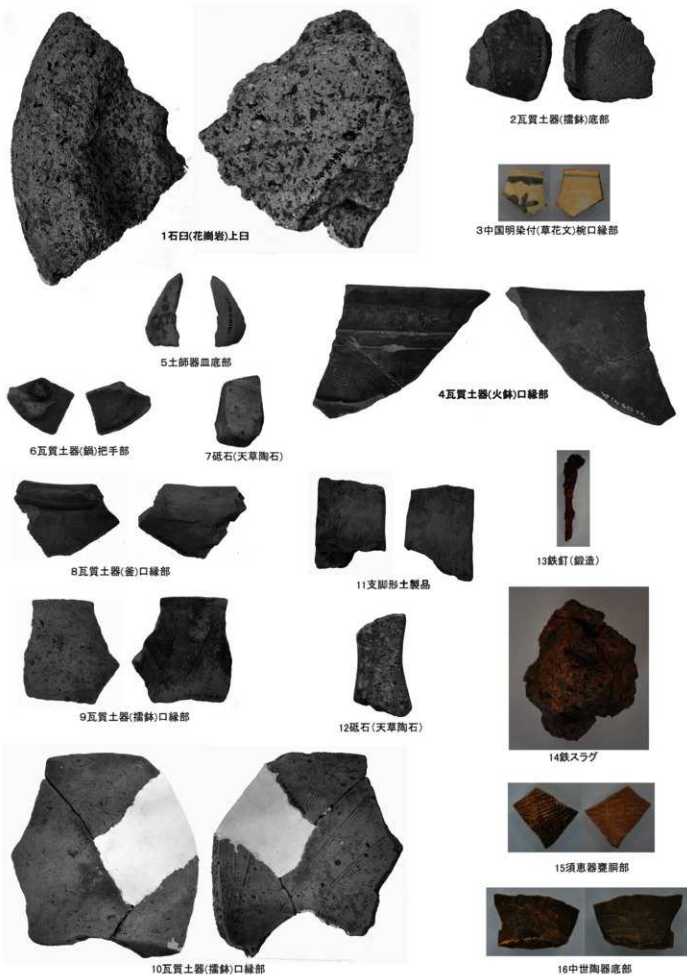 1石臼(花崗岩)上臼
2瓦質土器(擂鉢)底部
3中国明染付(草花文)椀口縁部
5土師器皿底部
4瓦質土器(火鉢)口縁部
6瓦質土器(鍋)把手部
7砥石(天草陶石)
8瓦質土器(釜)口縁部
11支脚形土製品
13鉄釘(鍛造)
9瓦質土器(擂鉢)口縁部
12砥石(天草陶石)
14鉄スラグ
15須恵器甕胴部
10瓦質土器(擂鉢)口縁部
16中世陶器底部